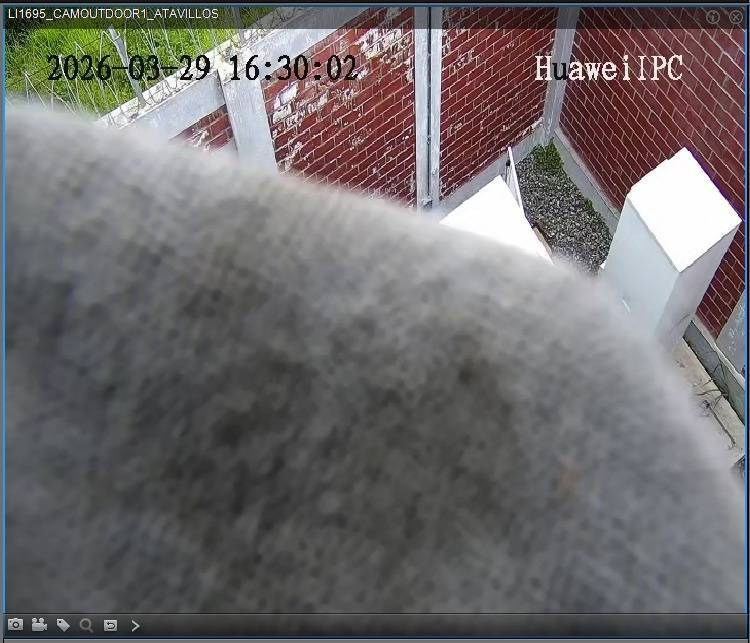 LI1695_CAMOUTDOOR1_ATAVILLOS
2026-03-29 16:30:02 HuaweiIPC